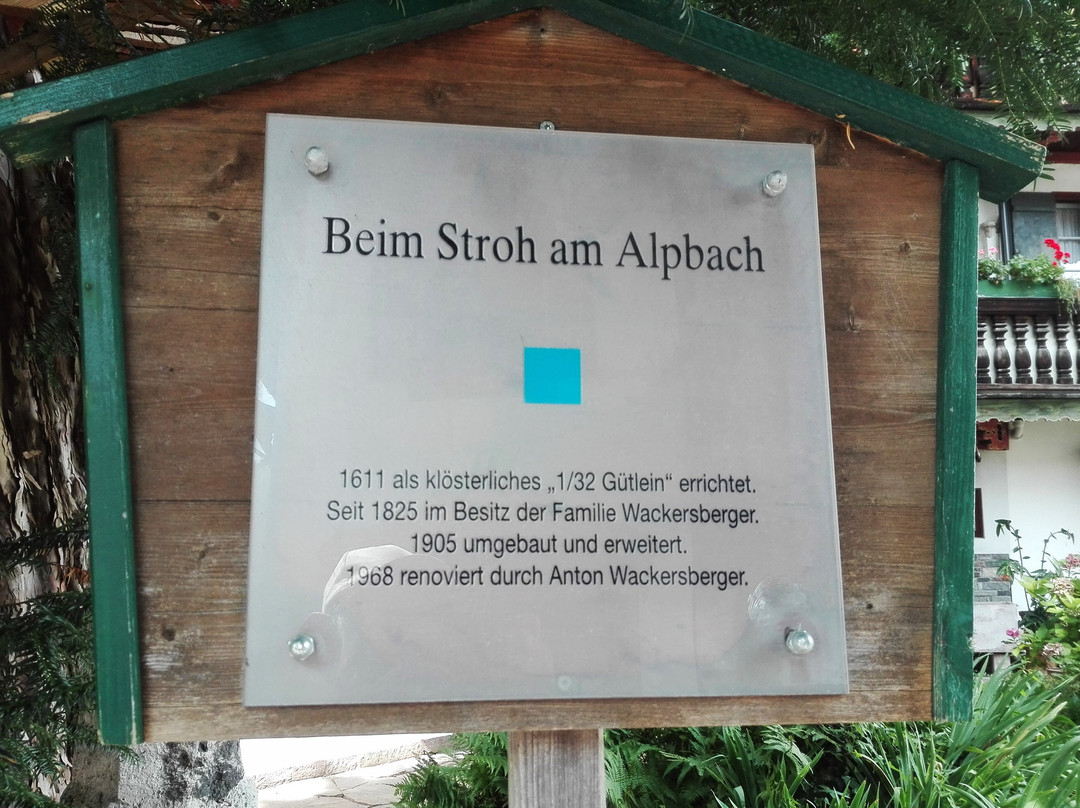 Beim Stroh am Alpbach
1611 als klösterliches „1/32 Gütlein“ errichtet.
Seit 1825 im Besitz der Familie Wackersberger.
1905 umgebaut und erweitert.
1968 renoviert durch Anton Wackersberger.